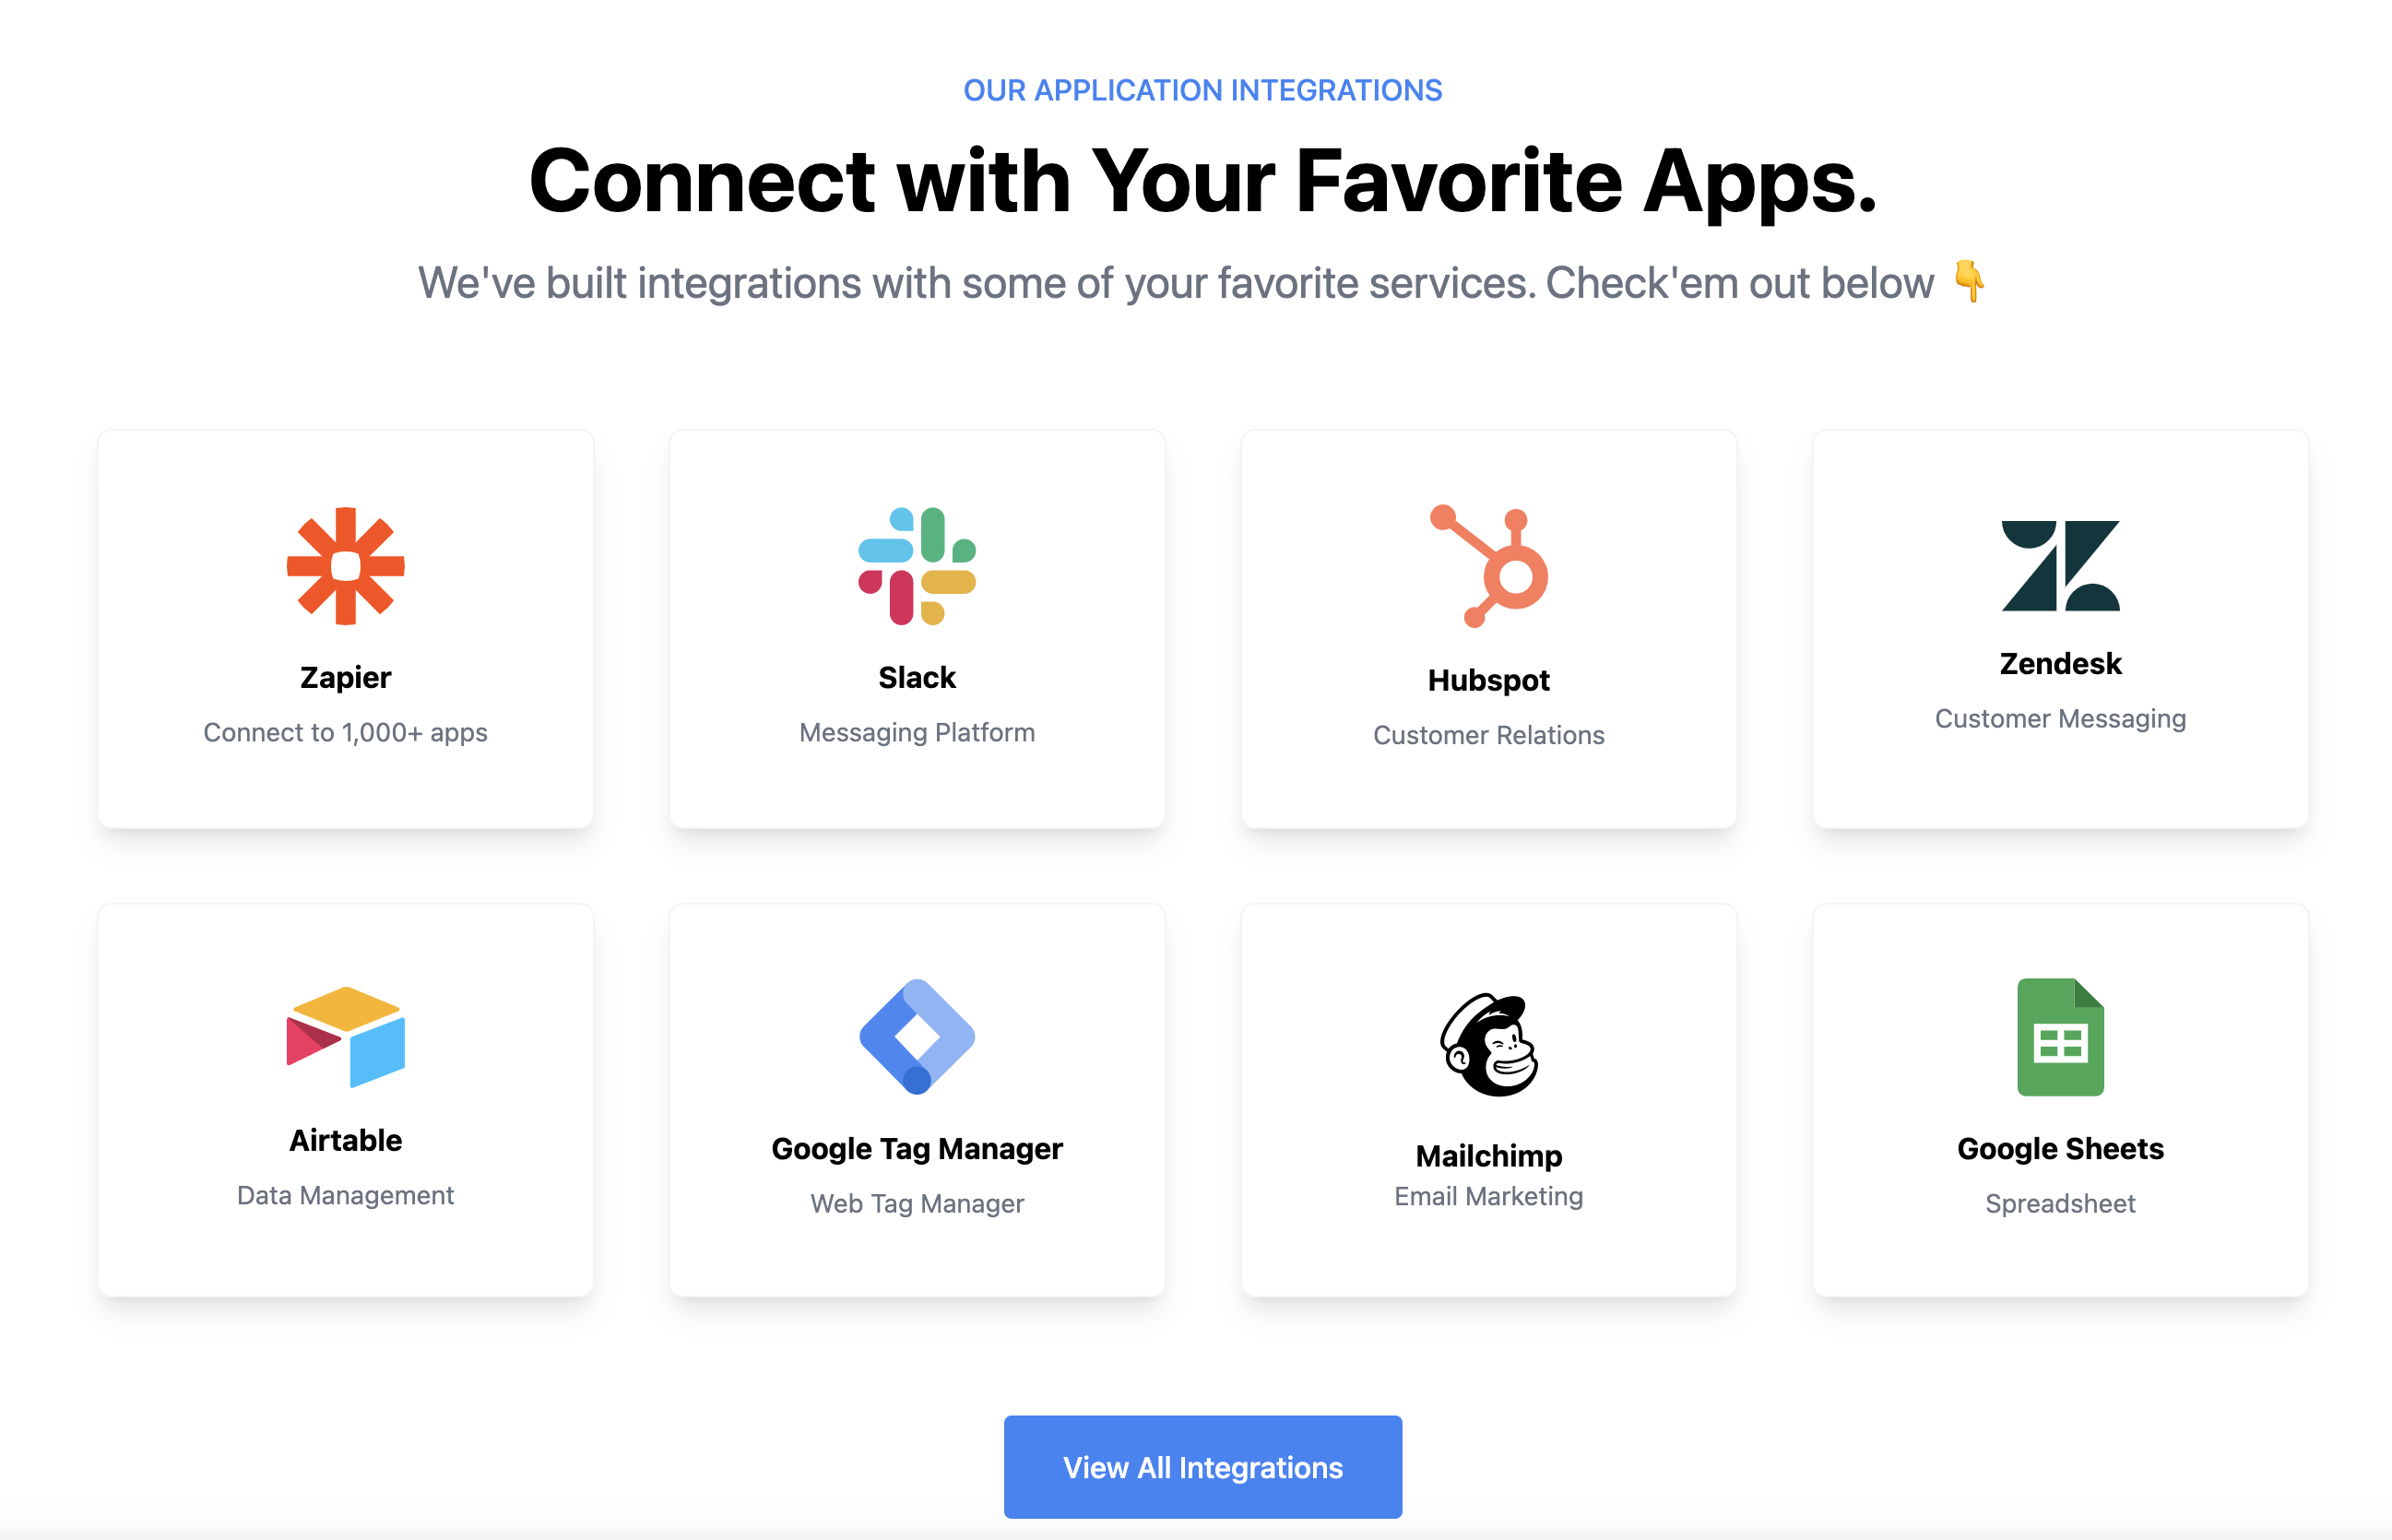 OUR APPLICATION INTEGRATIONS
Connect with Your Favorite Apps.
We've built integrations with some of your favorite services. Check'em out below 👇
Zapier
Connect to 1,000+ apps
Slack
Messaging Platform
Hubspot
Customer Relations
Zendesk
Customer Messaging
Airtable
Data Management
Google Tag Manager
Web Tag Manager
Mailchimp
Email Marketing
Google Sheets
Spreadsheet
View All Integrations